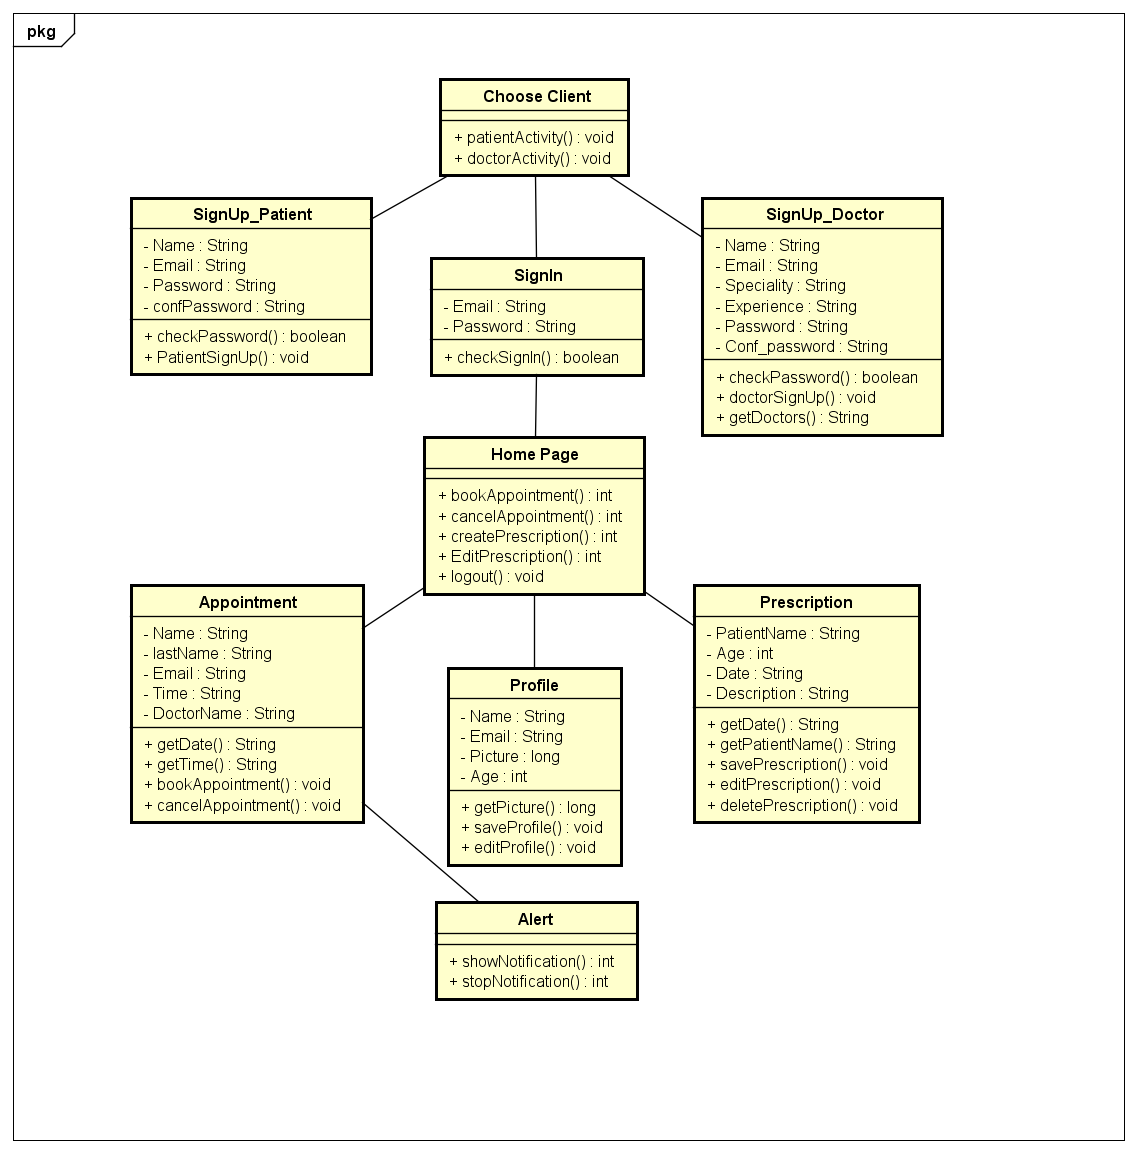 pkg
Choose Client
+ patientActivity() : void
+ doctorActivity() : void
SignUp_Patient
- Name : String
- Email : String
- Password : String
- confPassword : String
+ checkPassword() : boolean
+ PatientSignUp() : void
SignIn
- Email : String
- Password : String
+ checkSignIn() : boolean
SignUp_Doctor
- Name : String
- Email : String
- Speciality : String
- Experience : String
- Password : String
- Conf_password : String
+ checkPassword() : boolean
+ doctorSignUp() : void
+ getDoctors() : String
Home Page
+ bookAppointment() : int
+ cancelAppointment() : int
+ createPrescription() : int
+ EditPrescription() : int
+ logout() : void
Appointment
- Name : String
- lastName : String
- Email : String
- Time : String
- DoctorName : String
+ getDate() : String
+ getTime() : String
+ bookAppointment() : void
+ cancelAppointment() : void
Profile
- Name : String
- Email : String
- Picture : long
- Age : int
+ getPicture() : long
+ saveProfile() : void
+ editProfile() : void
Prescription
- PatientName : String
- Age : int
- Date : String
- Description : String
+ getDate() : String
+ getPatientName() : String
+ savePrescription() : void
+ editPrescription() : void
+ deletePrescription() : void
Alert
+ showNotification() : int
+ stopNotification() : int